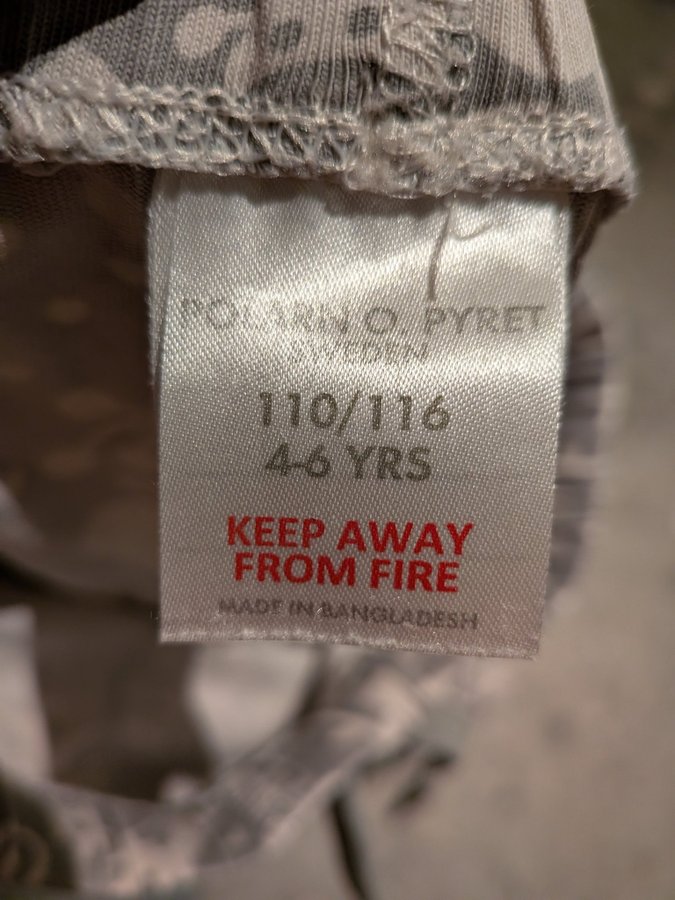 POLARN O. PYRET
SWEDEN
110/116
4-6 YRS
KEEP AWAY
FROM FIRE
MADE IN BANGLADESH